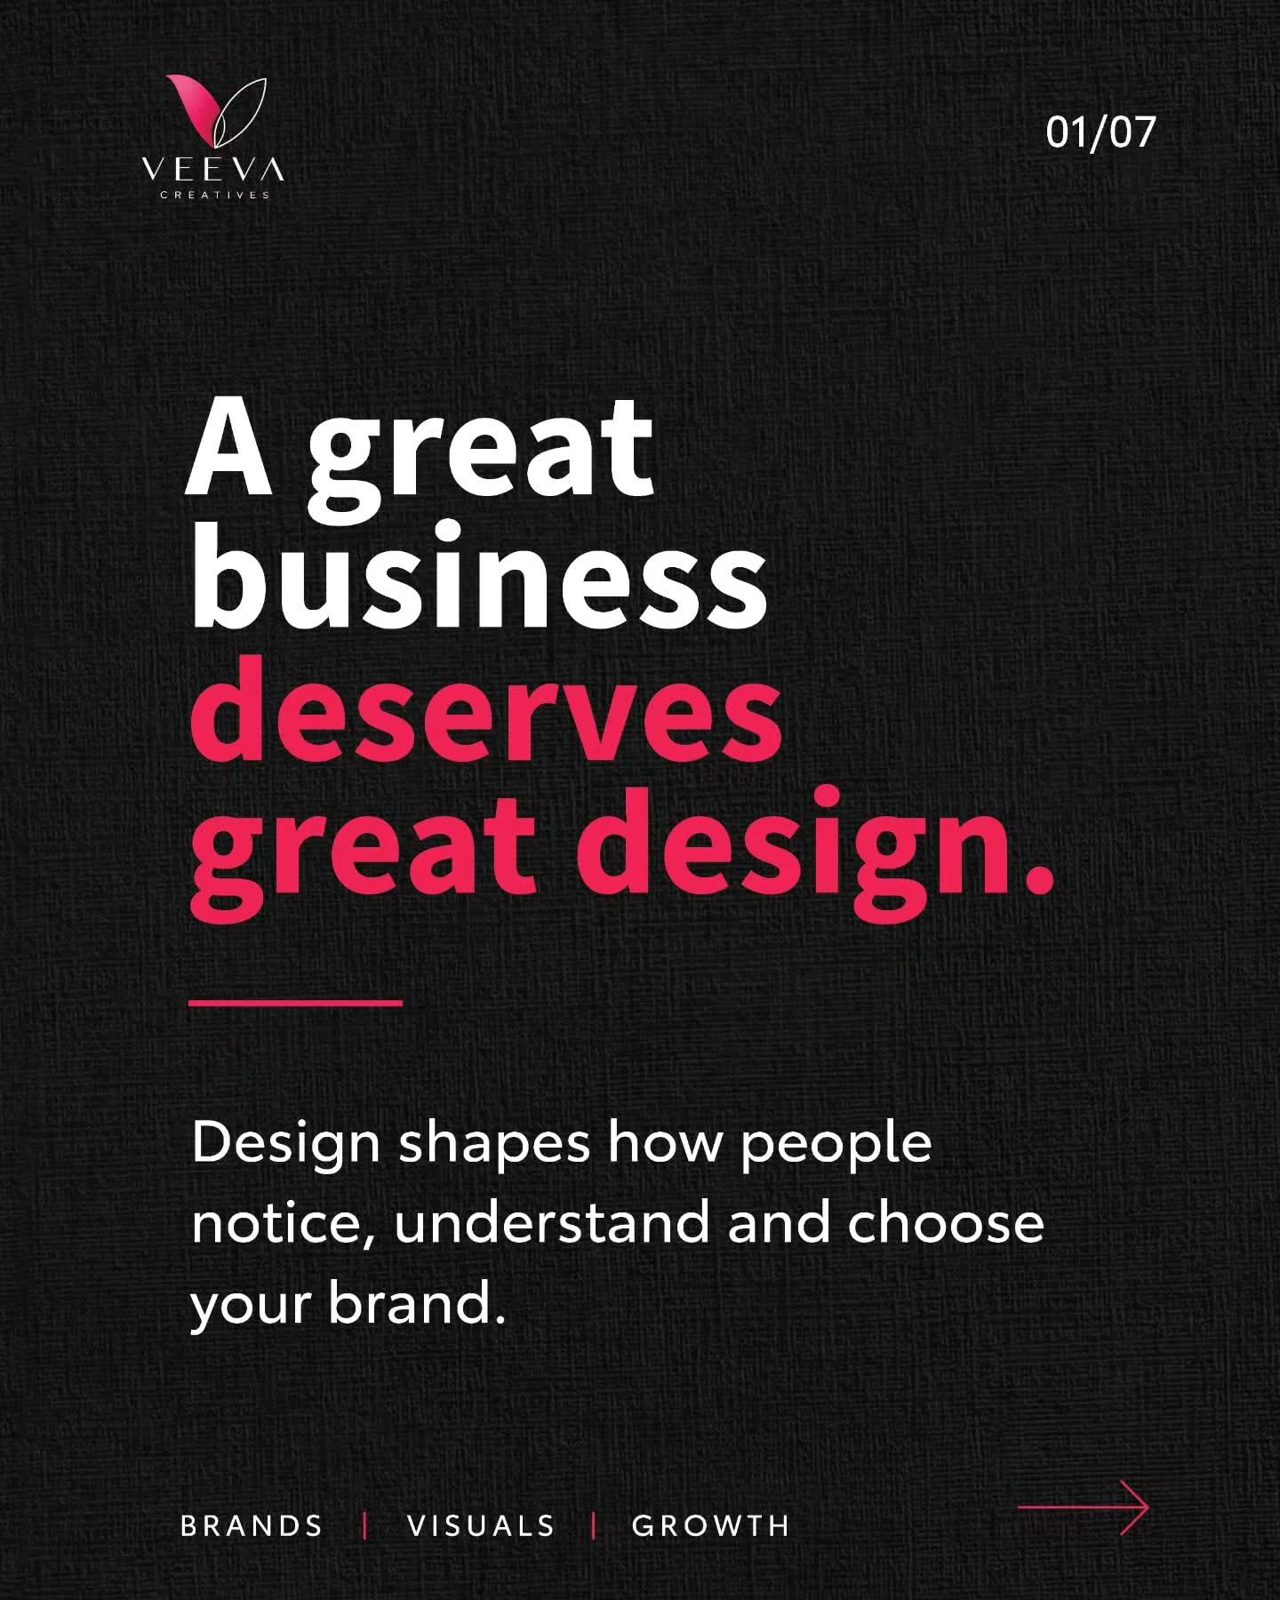 VEEVA
CREATIVES
01/07
A great
business
deserves
great design.
Design shapes how people
notice, understand and choose
your brand.
BRANDS | VISUALS | GROWTH